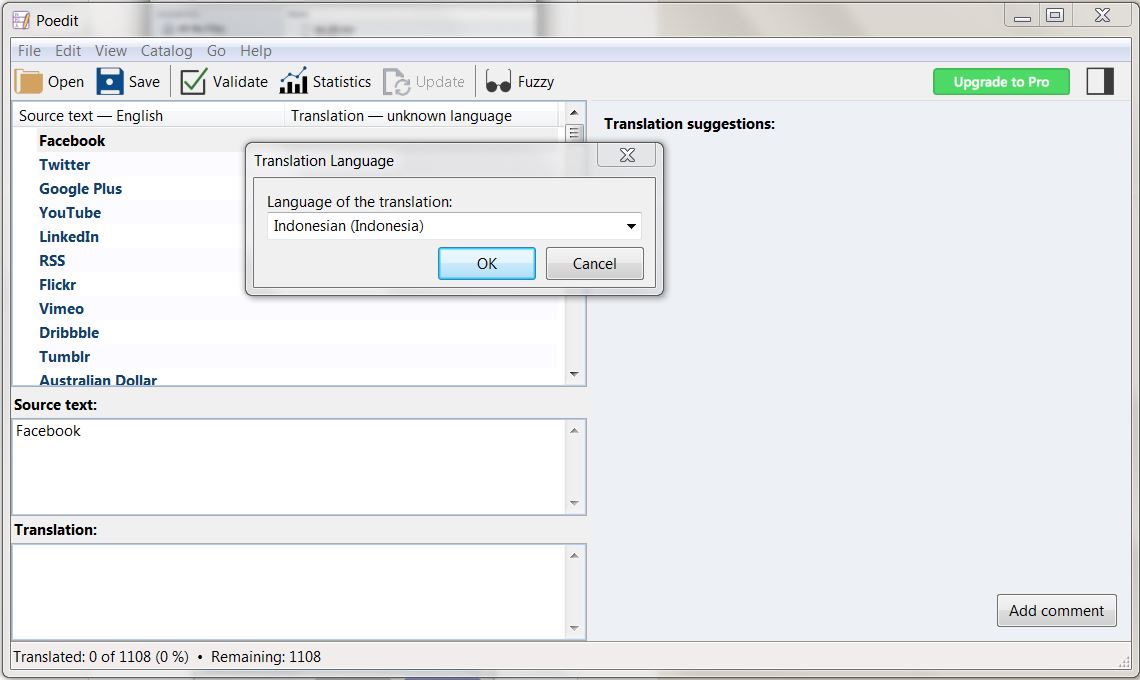 Poedit
File Edit View Catalog Go Help
Open Save Validate Statistics Update Fuzzy Upgrade to Pro
Source text — English Translation — unknown language
Facebook
Twitter
Google Plus
YouTube
LinkedIn
RSS
Flickr
Vimeo
Dribbble
Tumblr
Australian Dollar
Translation Language
Language of the translation:
Indonesian (Indonesia)
OK Cancel
Translation suggestions:
Source text:
Facebook
Translation:
Add comment
Translated: 0 of 1108 (0 %) • Remaining: 1108